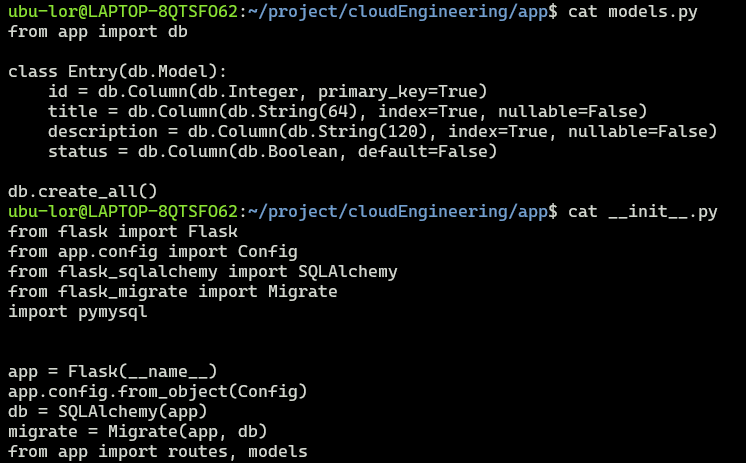 ubu-lor@LAPTOP-8QTSFO62:~/project/cloudEngineering/app$ cat models.py
from app import db

class Entry(db.Model):
    id = db.Column(db.Integer, primary_key=True)
    title = db.Column(db.String(64), index=True, nullable=False)
    description = db.Column(db.String(120), index=True, nullable=False)
    status = db.Column(db.Boolean, default=False)

db.create_all()
ubu-lor@LAPTOP-8QTSFO62:~/project/cloudEngineering/app$ cat __init__.py
from flask import Flask
from app.config import Config
from flask_sqlalchemy import SQLAlchemy
from flask_migrate import Migrate
import pymysql


app = Flask(__name__)
app.config.from_object(Config)
db = SQLAlchemy(app)
migrate = Migrate(app, db)
from app import routes, models